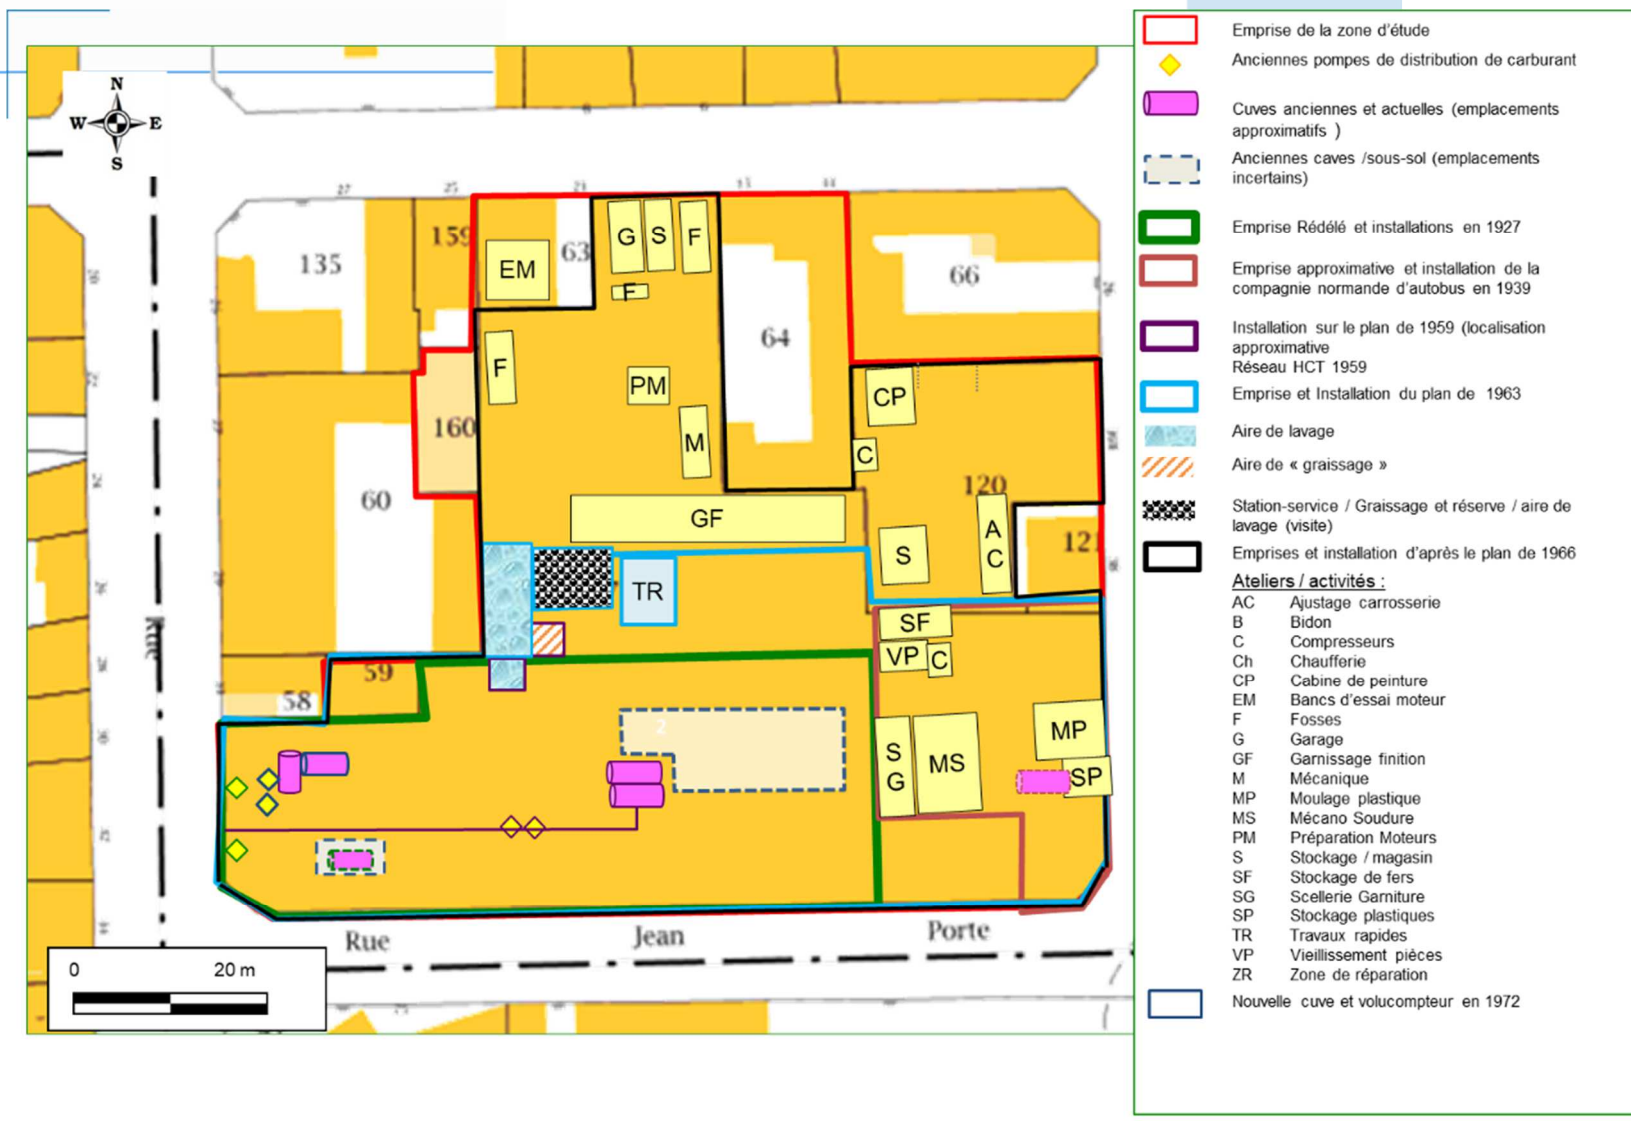 N
W E
S
27
25
21
13
11
135
159
63
EM
G S F
F
64
66
F
PM
M
160
60
CP
C
120
A
C
S
121
GF
TR
SF
VP C
59
58
2
S
G
MS
MP
SP
Rue
Rue Jean Porte
0 20 m
Emprise de la zone d'étude
Anciennes pompes de distribution de carburant
Cuves anciennes et actuelles (emplacements
approximatifs )
Anciennes caves /sous-sol (emplacements
incertains)
Emprise Rédélé et installations en 1927
Emprise approximative et installation de la
compagnie normande d'autobus en 1939
Installation sur le plan de 1959 (localisation
approximative
Réseau HCT 1959
Emprise et Installation du plan de 1963
Aire de lavage
Aire de « graissage »
Station-service / Graissage et réserve / aire de
lavage (visite)
Emprises et installation d'après le plan de 1966
Ateliers / activités :
AC Ajustage carrosserie
B Bidon
C Compresseurs
Ch Chaufferie
CP Cabine de peinture
EM Bancs d'essai moteur
F Fosses
G Garage
GF Garnissage finition
M Mécanique
MP Moulage plastique
MS Mécano Soudure
PM Préparation Moteurs
S Stockage / magasin
SF Stockage de fers
SG Scellerie Garniture
SP Stockage plastiques
TR Travaux rapides
VP Vieillissement pièces
ZR Zone de réparation
Nouvelle cuve et volucompteur en 1972